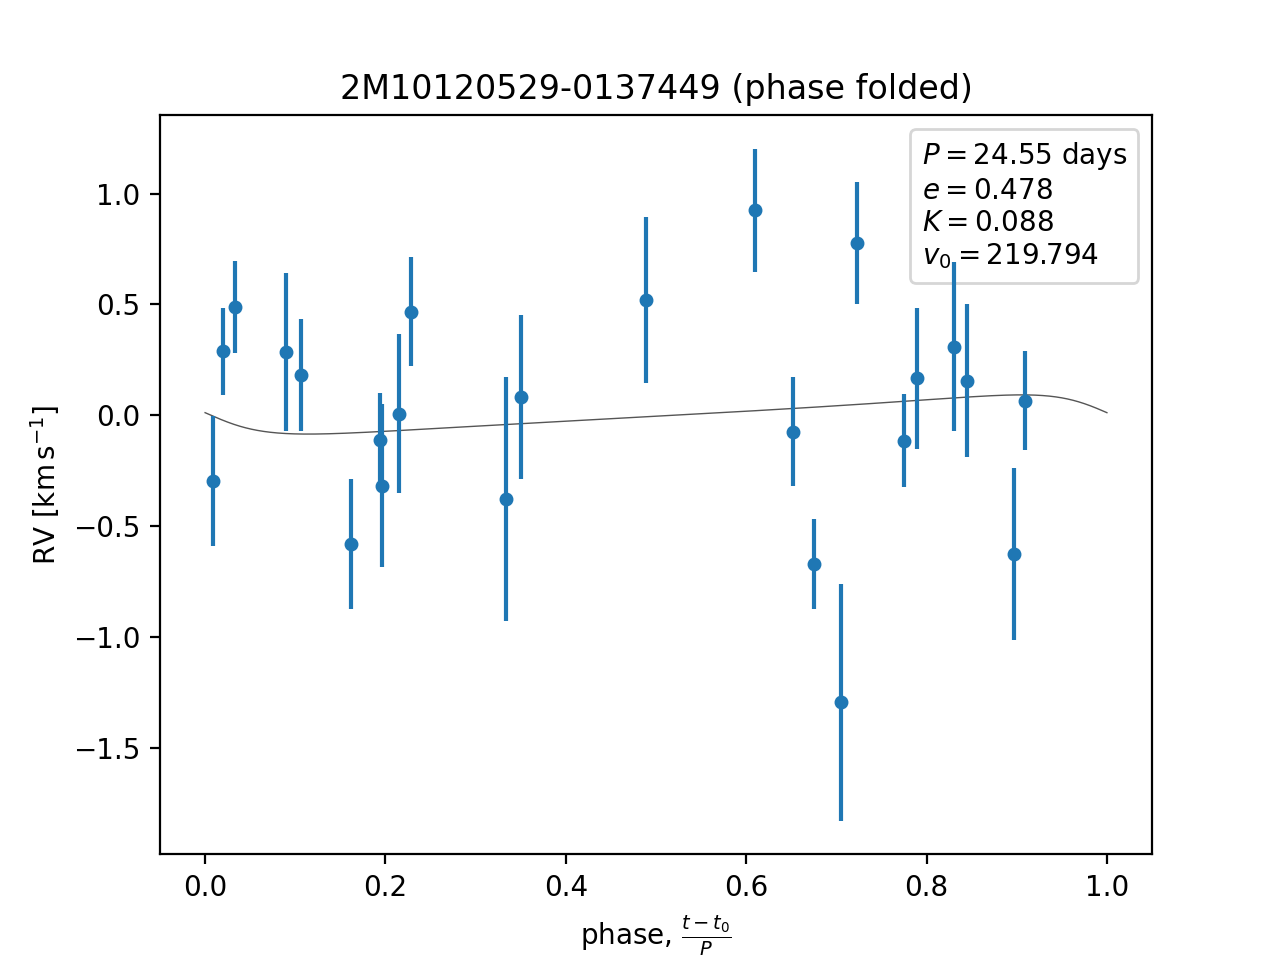 2M10120529-0137449 (phase folded)
P = 24.55 days
e = 0.478
K = 0.088
v₀ = 219.794
1.0
0.5
0.0
−0.5
−1.0
−1.5
RV [km s⁻¹]
0.0 0.2 0.4 0.6 0.8 1.0
phase, (t − t₀)/P